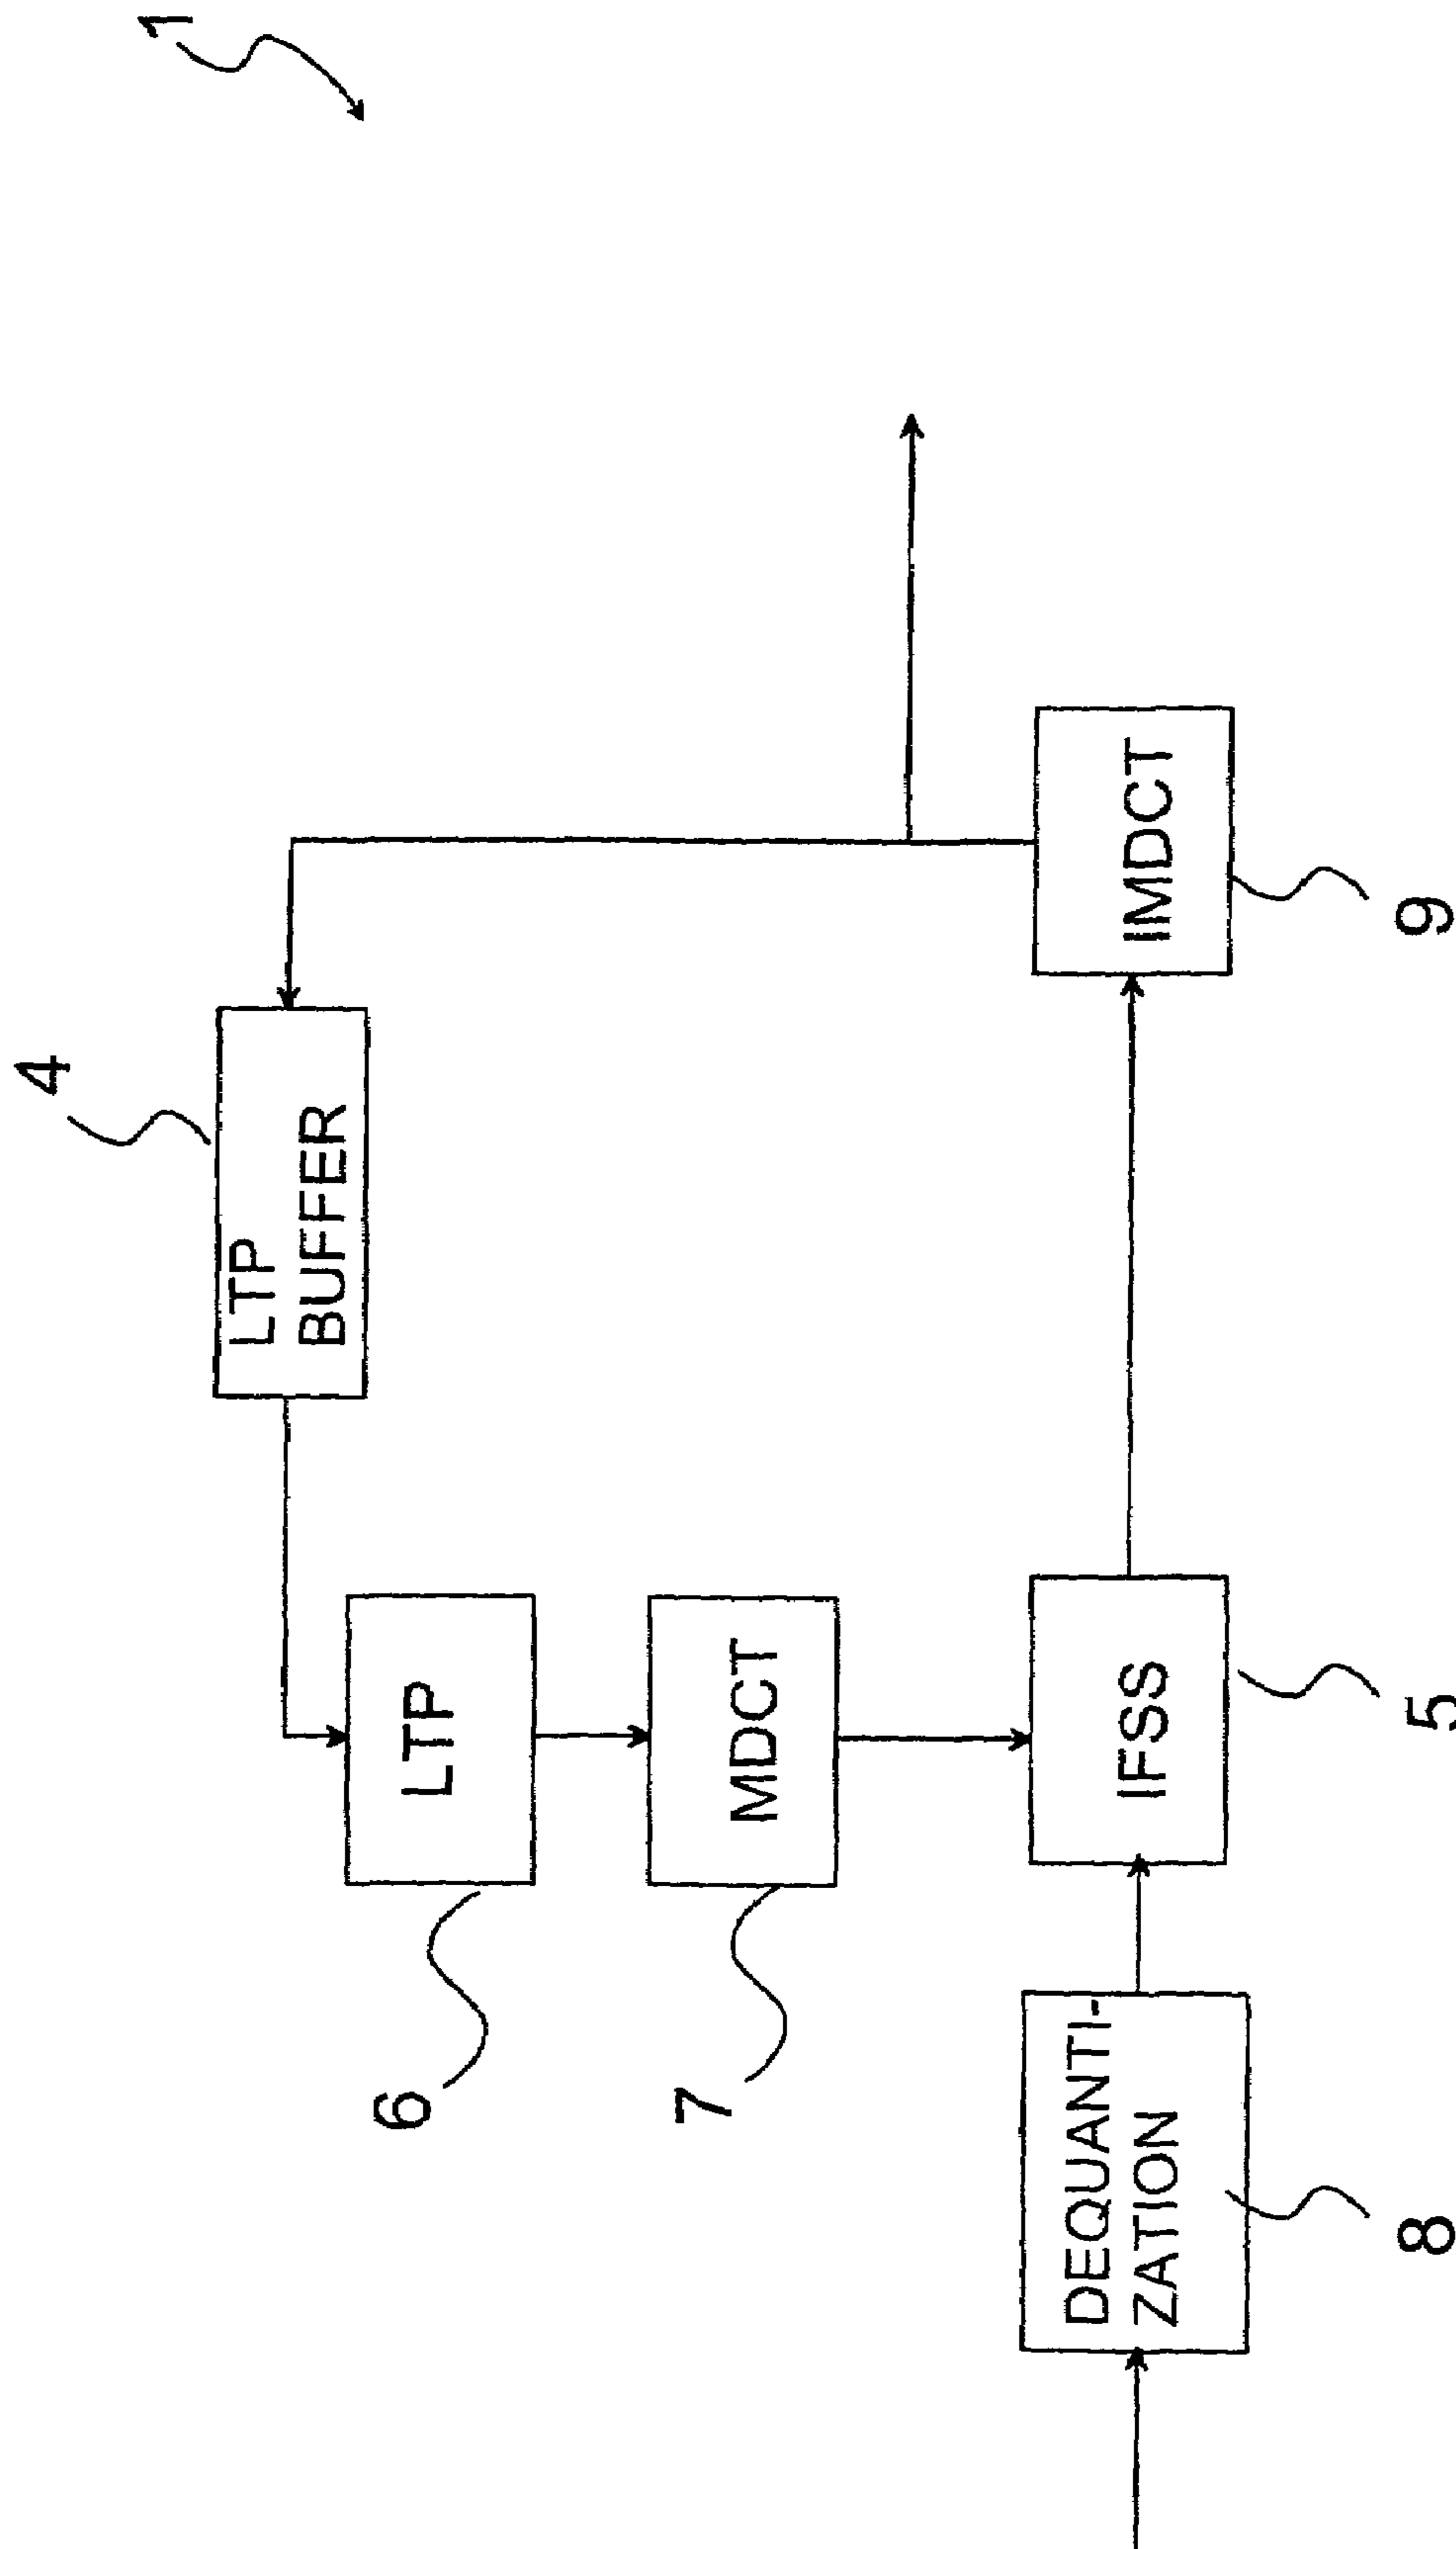 1
4
LTP
BUFFER
6
LTP
7
MDCT
DEQUANTI-
ZATION
8
IFSS
5
IMDCT
9